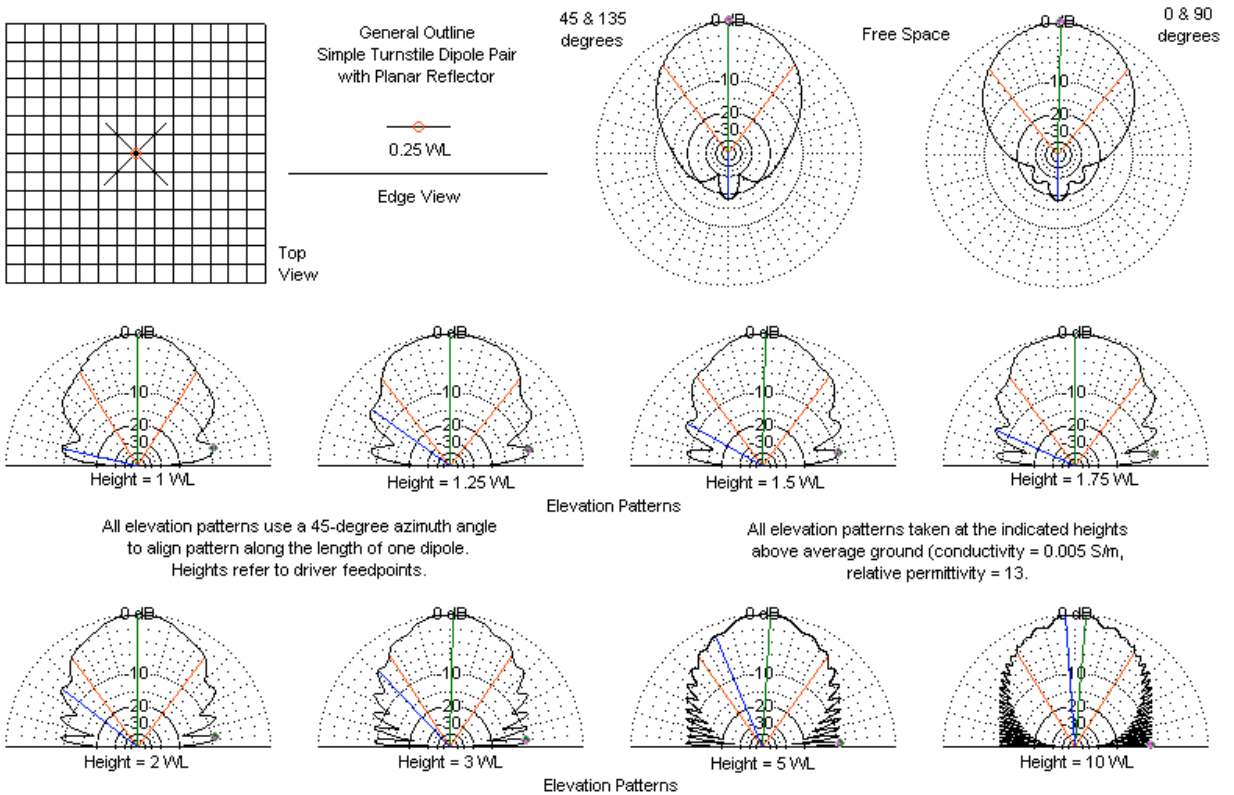 General Outline
Simple Turnstile Dipole Pair
with Planar Reflector
0.25 WL
Edge View
Top
View
45 & 135
degrees
0 dB
-10
-20
-30
Free Space
0 & 90
degrees
0 dB
-10
-20
-30
0 dB
-10
-20
-30
Height = 1 WL
0 dB
-10
-20
-30
Height = 1.25 WL
0 dB
-10
-20
-30
Height = 1.5 WL
0 dB
-10
-20
-30
Height = 1.75 WL
Elevation Patterns
All elevation patterns use a 45-degree azimuth angle
to align pattern along the length of one dipole.
Heights refer to driver feedpoints.
All elevation patterns taken at the indicated heights
above average ground (conductivity = 0.005 S/m,
relative permittivity = 13.
0 dB
-10
-20
-30
Height = 2 WL
0 dB
-10
-20
-30
Height = 3 WL
0 dB
-10
-20
-30
Height = 5 WL
0 dB
-10
-20
-30
Height = 10 WL
Elevation Patterns